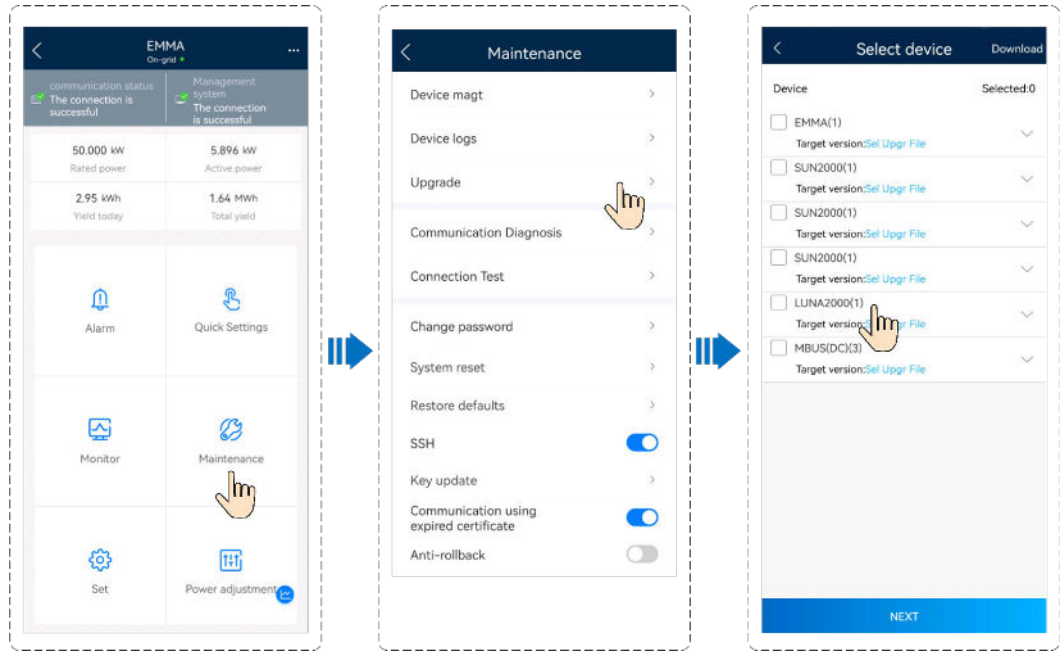 EMMA
On-grid
communication status
The connection is
successful
Management
system
The connection
is successful
50.000 kW
Rated power
5.896 kW
Active power
2.95 kWh
Yield today
1.64 MWh
Total yield
Alarm
Quick Settings
Monitor
Maintenance
Set
Power adjustment
Maintenance
Device magt
Device logs
Upgrade
Communication Diagnosis
Connection Test
Change password
System reset
Restore defaults
SSH
Key update
Communication using
expired certificate
Anti-rollback
Select device
Download
Device
Selected:0
EMMA(1)
Target version:Sel Upgr File
SUN2000(1)
Target version:Sel Upgr File
SUN2000(1)
Target version:Sel Upgr File
SUN2000(1)
Target version:Sel Upgr File
LUNA2000(1)
Target version: File
MBUS(DC)(3)
Target version:Sel Upgr File
NEXT